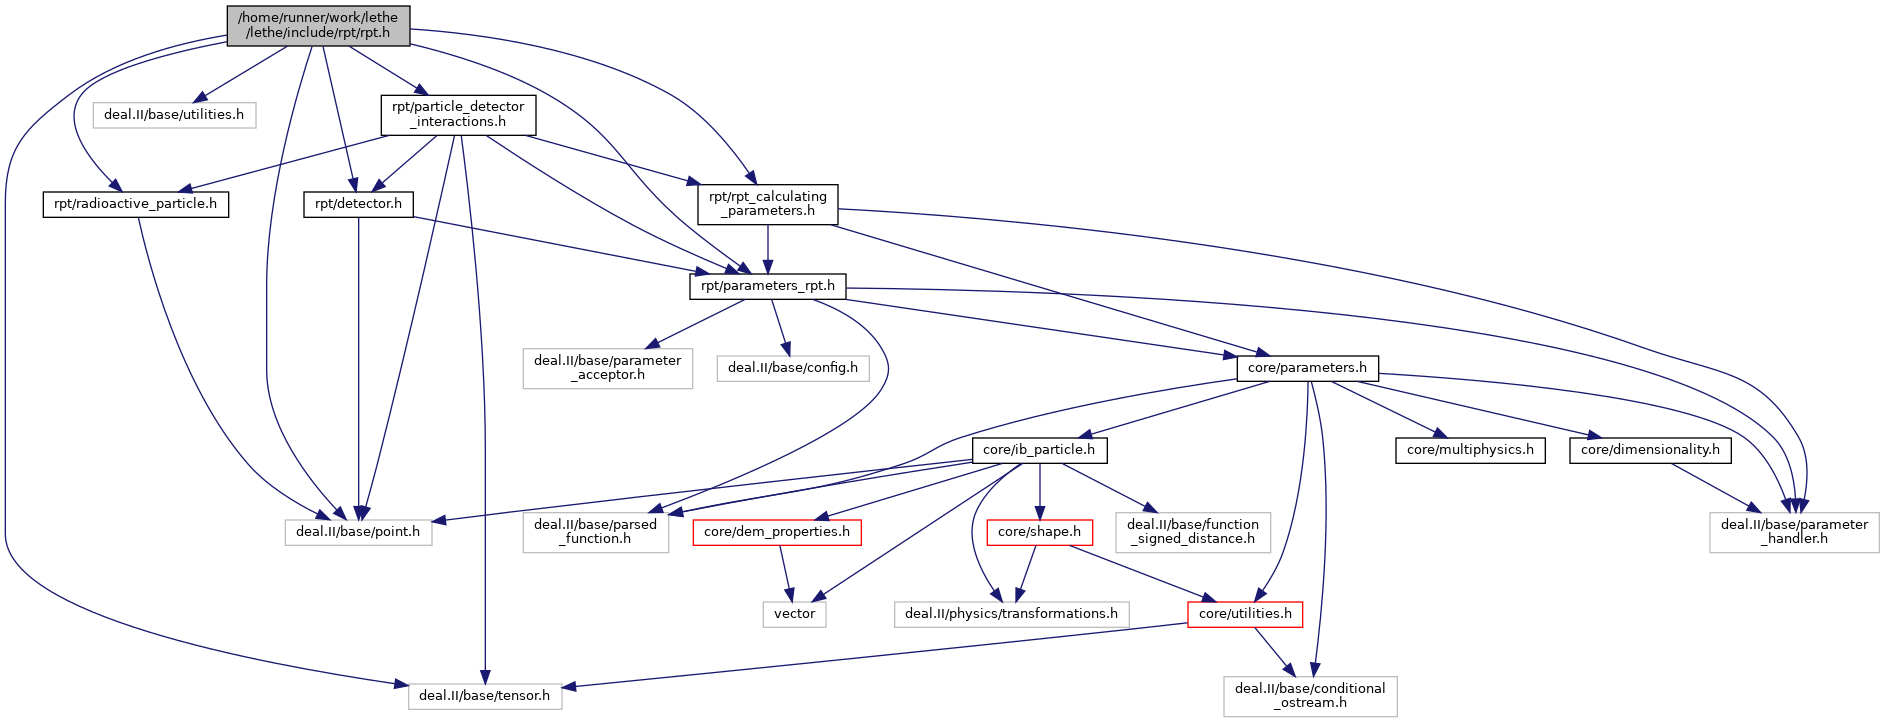 /home/runner/work/lethe
/lethe/include/rpt/rpt.h
deal.II/base/utilities.h
rpt/particle_detector
_interactions.h
rpt/radioactive_particle.h
rpt/detector.h
rpt/rpt_calculating
_parameters.h
rpt/parameters_rpt.h
deal.II/base/parameter
_acceptor.h
deal.II/base/config.h
core/parameters.h
core/ib_particle.h
core/multiphysics.h
core/dimensionality.h
deal.II/base/point.h
deal.II/base/parsed
_function.h
core/dem_properties.h
core/shape.h
deal.II/base/function
_signed_distance.h
deal.II/base/parameter
_handler.h
vector
deal.II/physics/transformations.h
core/utilities.h
deal.II/base/tensor.h
deal.II/base/conditional
_ostream.h